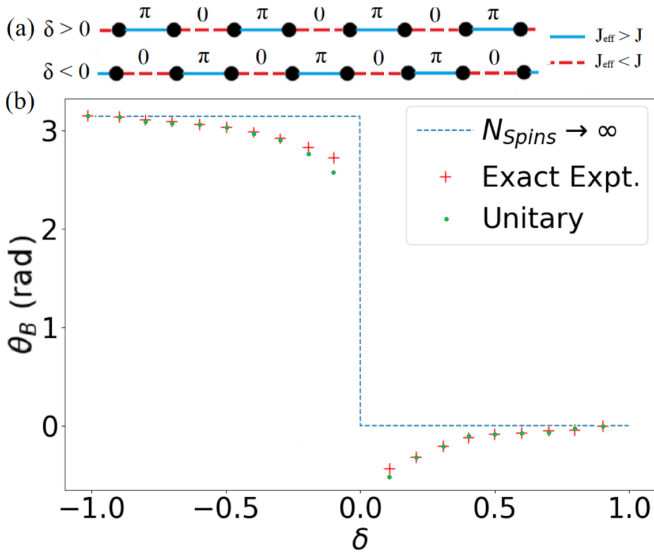 π 0 π 0 π 0 π
(a) δ > 0
J_eff > J
0 π 0 π 0 π 0
δ < 0
J_eff < J
(b)
N_Spins → ∞
Exact Expt.
Unitary
3
2
1
0
θ_B (rad)
−1.0 −0.5 0.0 0.5 1.0
δ